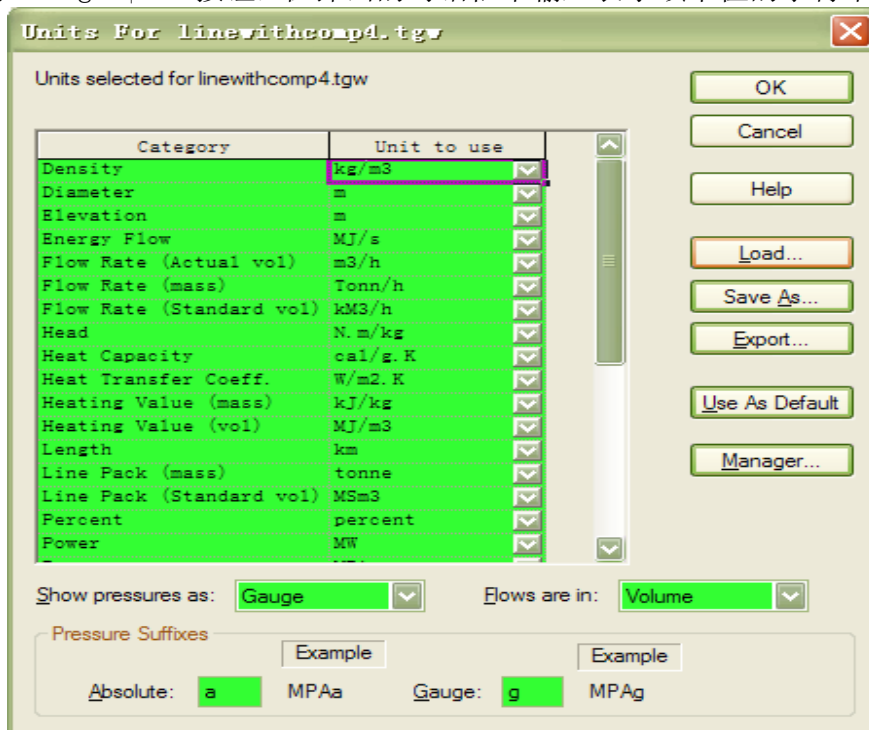 Units For linewithcomp4.tgw
Units selected for linewithcomp4.tgw
OK
Cancel
Help
Load...
Save As...
Export...
Use As Default
Manager...
Category Unit to use
Density kg/m3
Diameter m
Elevation m
Energy Flow MJ/s
Flow Rate (Actual vol) m3/h
Flow Rate (mass) Tonn/h
Flow Rate (Standard vol) kM3/h
Head N.m/kg
Heat Capacity cal/g.K
Heat Transfer Coeff. W/m2.K
Heating Value (mass) kJ/kg
Heating Value (vol) MJ/m3
Length km
Line Pack (mass) tonne
Line Pack (Standard vol) MSm3
Percent percent
Power MW
Show pressures as: Gauge Flows are in: Volume
Pressure Suffixes
Example Example
Absolute: a MPAa Gauge: g MPAg